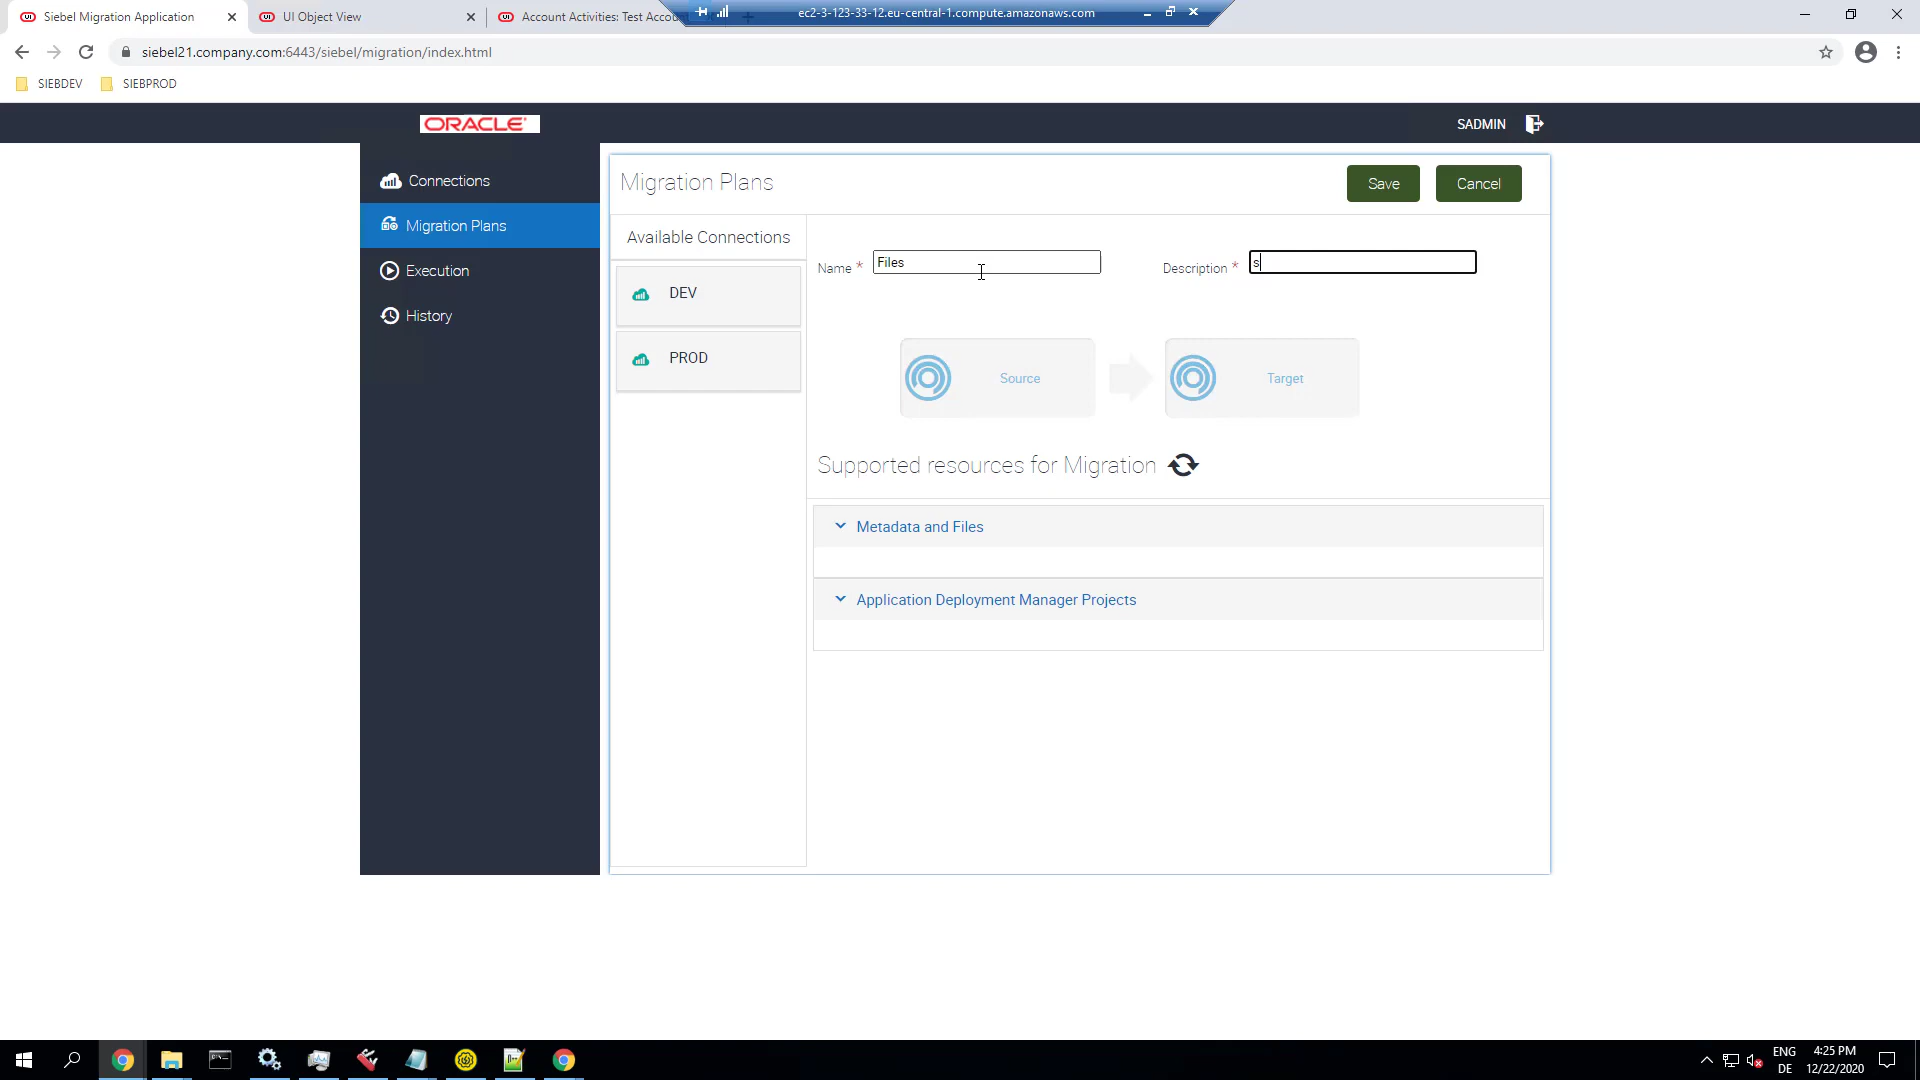 Siebel Migration Application
UI Object View
Account Activities: Test Accou
ec2-3-123-33-12.eu-central-1.compute.amazonaws.com
siebel21.company.com:6443/siebel/migration/index.html
SIEBDEV
SIEBPROD
ORACLE
SADMIN
Connections
Migration Plans
Execution
History
Migration Plans
Save
Cancel
Available Connections
DEV
PROD
Name *
Files
Description *
s
Source
Target
Supported resources for Migration
Metadata and Files
Application Deployment Manager Projects
ENG
DE
4:25 PM
12/22/2020